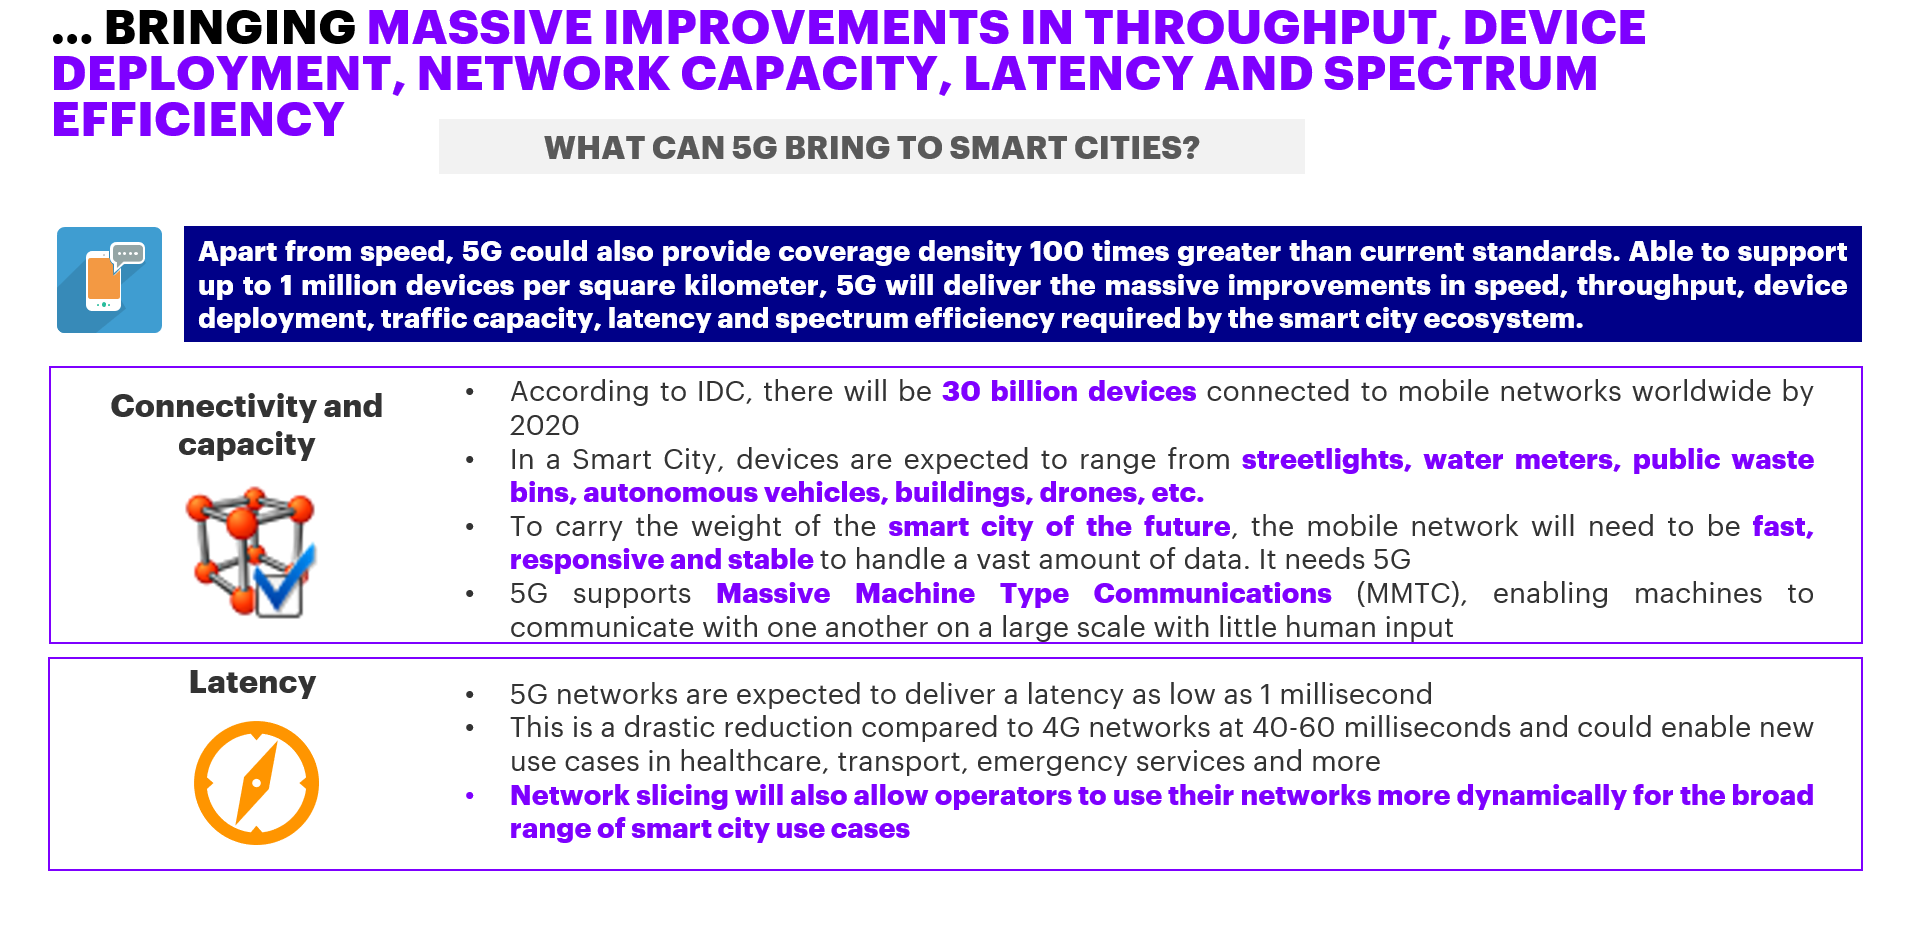 ... BRINGING MASSIVE IMPROVEMENTS IN THROUGHPUT, DEVICE
DEPLOYMENT, NETWORK CAPACITY, LATENCY AND SPECTRUM
EFFICIENCY
WHAT CAN 5G BRING TO SMART CITIES?
Apart from speed, 5G could also provide coverage density 100 times greater than current standards. Able to support
up to 1 million devices per square kilometer, 5G will deliver the massive improvements in speed, throughput, device
deployment, traffic capacity, latency and spectrum efficiency required by the smart city ecosystem.
Connectivity and
capacity
• According to IDC, there will be 30 billion devices connected to mobile networks worldwide by
2020
• In a Smart City, devices are expected to range from streetlights, water meters, public waste
bins, autonomous vehicles, buildings, drones, etc.
• To carry the weight of the smart city of the future, the mobile network will need to be fast,
responsive and stable to handle a vast amount of data. It needs 5G
• 5G supports Massive Machine Type Communications (MMTC), enabling machines to
communicate with one another on a large scale with little human input
Latency
• 5G networks are expected to deliver a latency as low as 1 millisecond
• This is a drastic reduction compared to 4G networks at 40-60 milliseconds and could enable new
use cases in healthcare, transport, emergency services and more
• Network slicing will also allow operators to use their networks more dynamically for the broad
range of smart city use cases